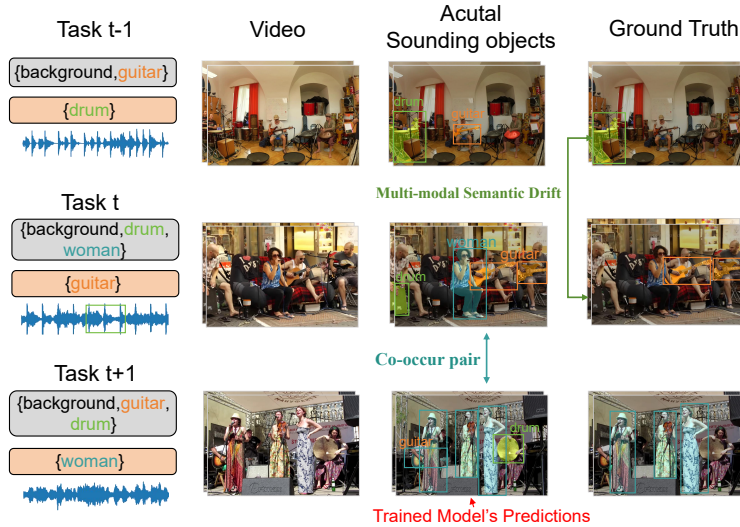 Task t-1
Video
Acutal
Sounding objects
Ground Truth
{background,guitar}
{drum}
drum
guitar
Multi-modal Semantic Drift
Task t
{background,drum,
woman}
{guitar}
woman
guitar
drum
Co-occur pair
Task t+1
{background,guitar,
drum}
{woman}
guitar
drum
Trained Model's Predictions